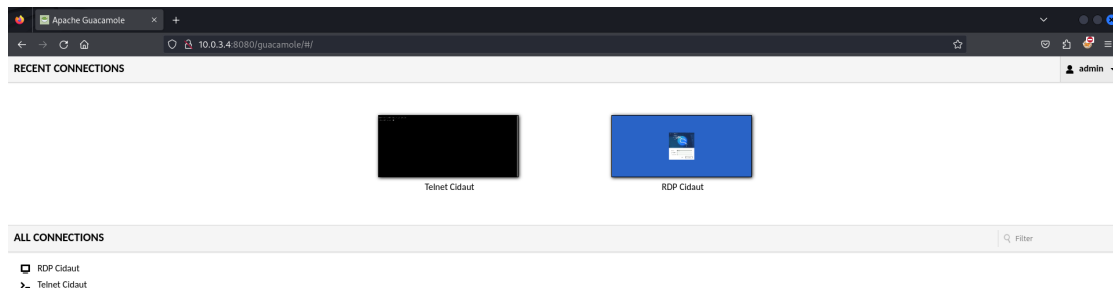 Apache Guacamole
10.0.3.4:8080/guacamole/#/
RECENT CONNECTIONS
admin
Telnet Cidaut
RDP Cidaut
ALL CONNECTIONS
Filter
RDP Cidaut
Telnet Cidaut